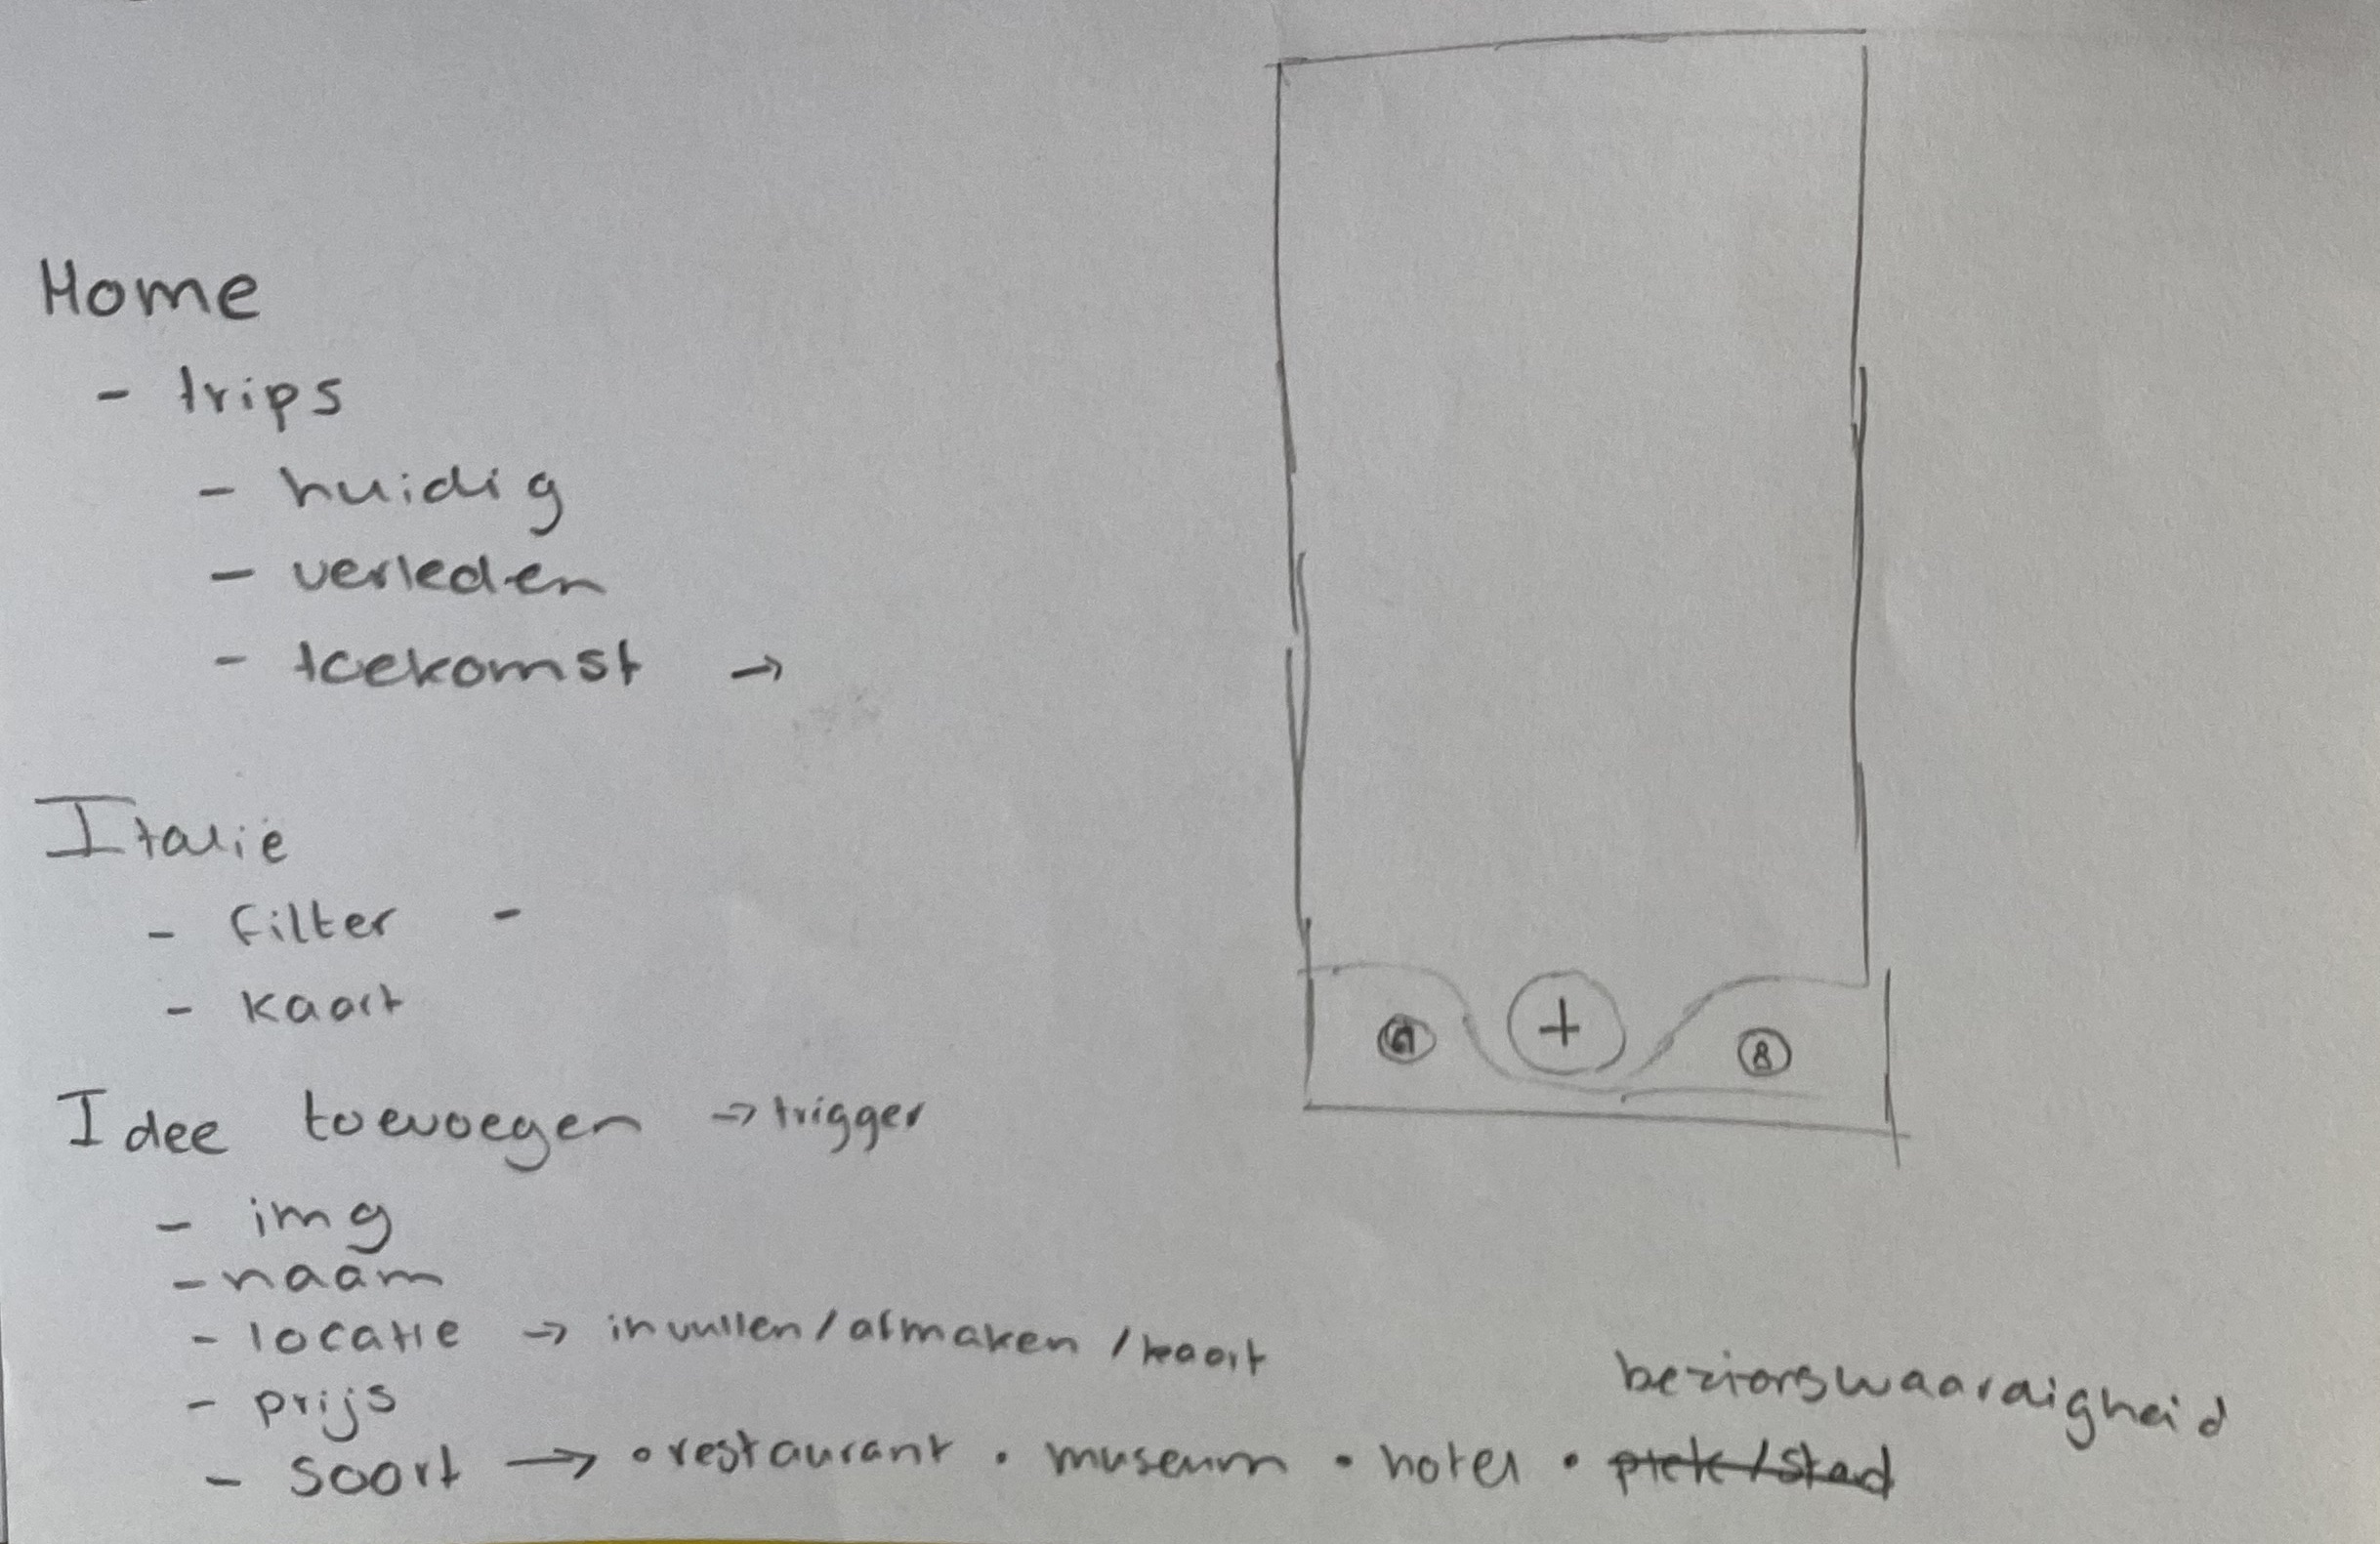 Home
- trips
- huidig
- verleden
- toekomst →
Italië
- filter -
- kaart
Idee toevoegen → trigger
- img
- naam
- locatie → invullen / afmaken / kaart
- prijs
bezienswaardigheid
- soort → • restaurant • museum • hotel • plek / stad
+